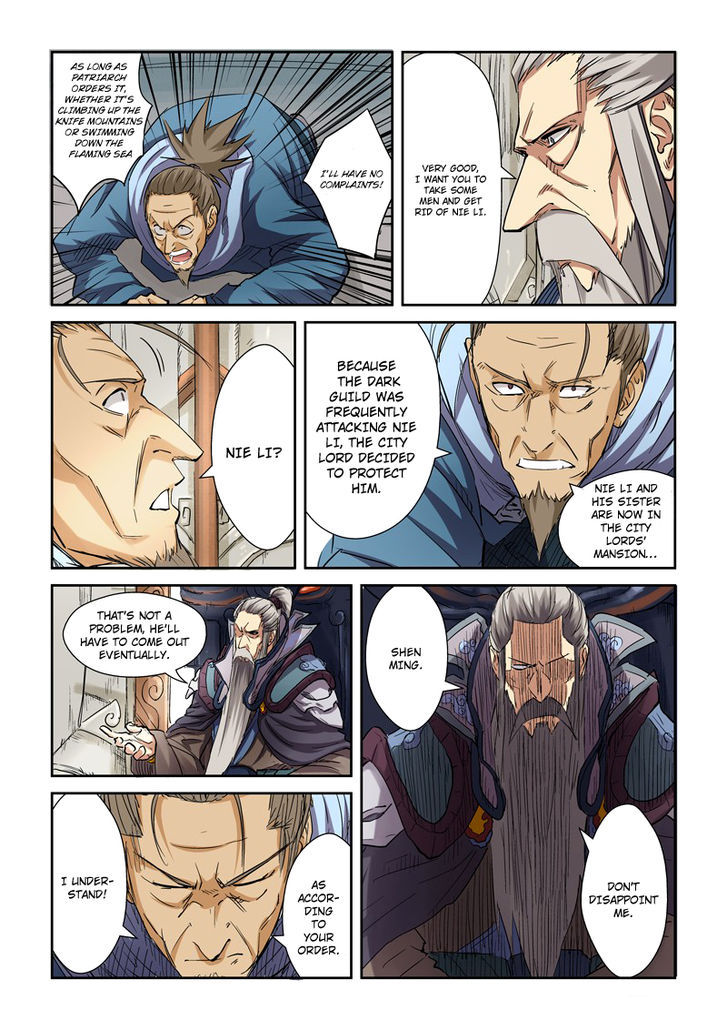 AS LONG AS
PATRIARCH
ORDERS IT,
WHETHER IT'S
CLIMBING UP THE
KNIFE MOUNTAINS
OR SWIMMING
DOWN THE
FLAMING SEA
I'LL HAVE NO
COMPLAINTS!
VERY GOOD,
I WANT YOU TO
TAKE SOME
MEN AND GET
RID OF NIE LI.
NIE LI?
BECAUSE
THE DARK
GUILD WAS
FREQUENTLY
ATTACKING NIE
LI, THE CITY
LORD DECIDED
TO PROTECT
HIM.
NIE LI AND
HIS SISTER
ARE NOW IN
THE CITY
LORDS'
MANSION...
THAT'S NOT A
PROBLEM, HE'LL
HAVE TO COME OUT
EVENTUALLY.
SHEN
MING.
DON'T
DISAPPOINT
ME.
I UNDER-
STAND!
AS
ACCOR-
DING
TO
YOUR
ORDER.